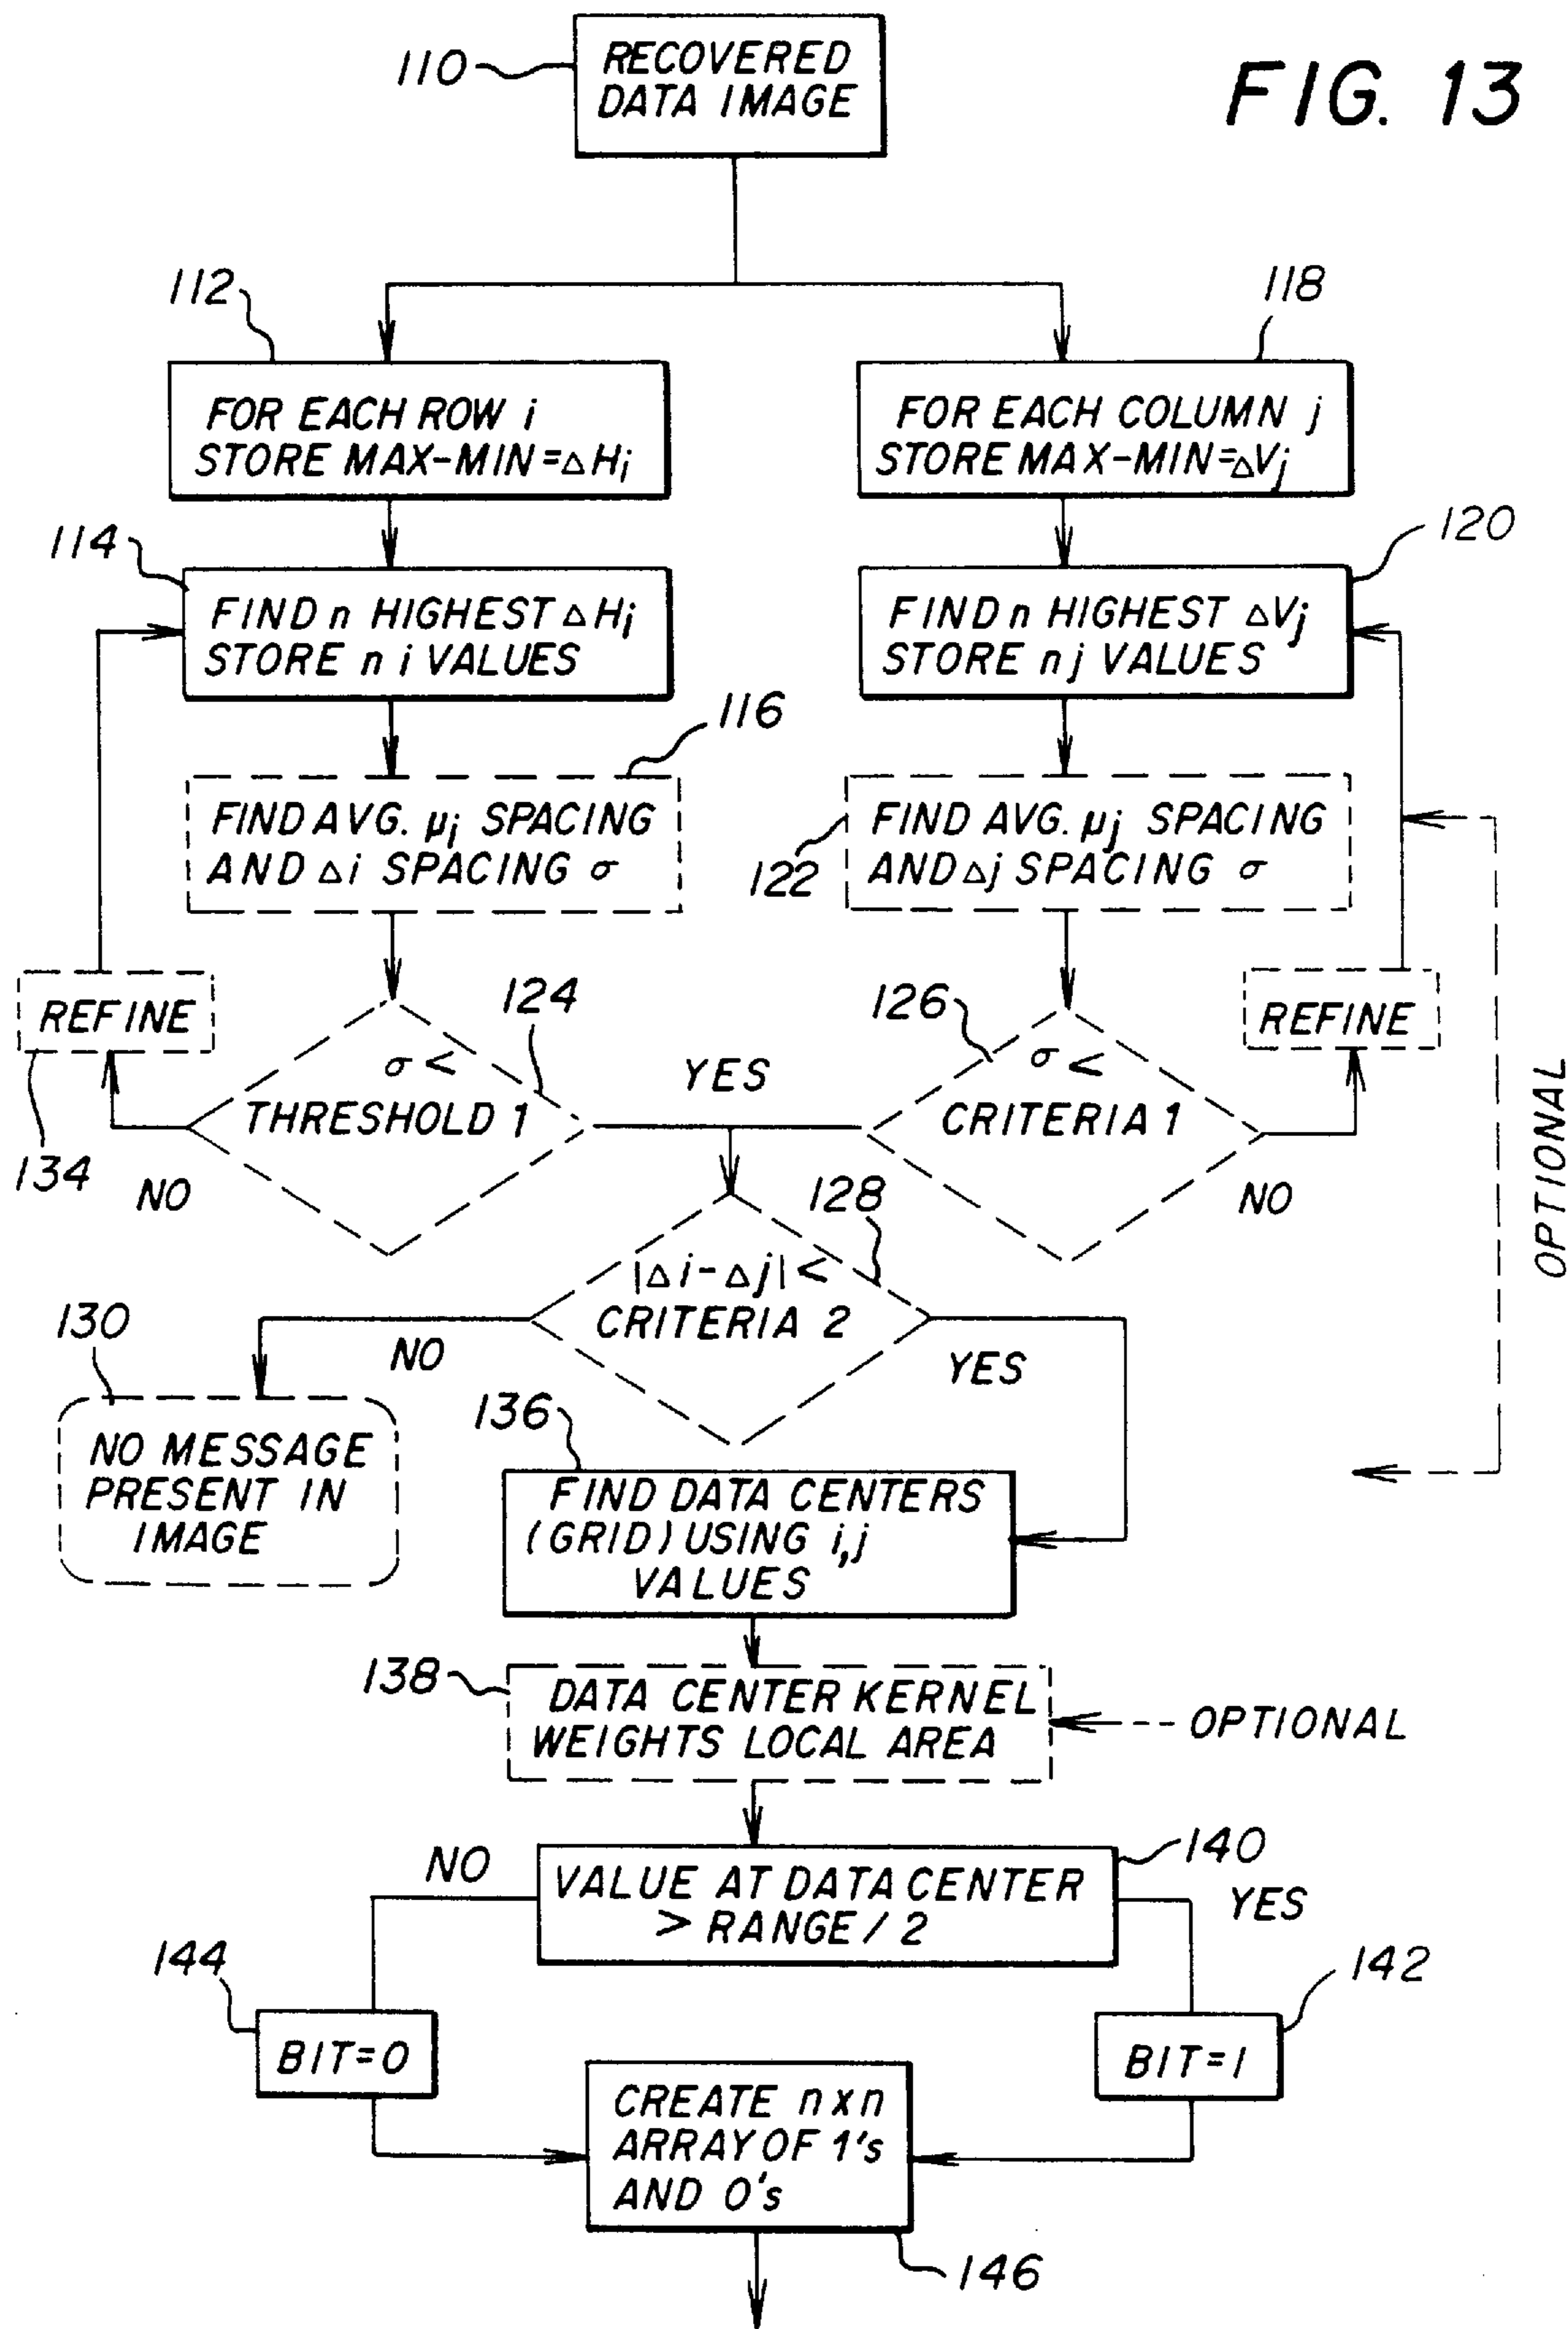 FIG. 13
110
RECOVERED
DATA IMAGE
112
118
FOR EACH ROW i
STORE MAX-MIN=ΔHi
FOR EACH COLUMN j
STORE MAX-MIN=ΔVj
114
120
FIND n HIGHEST ΔHi
STORE n i VALUES
FIND n HIGHEST ΔVj
STORE n j VALUES
116
FIND AVG. μi SPACING
AND Δi SPACING σ
122
FIND AVG. μj SPACING
AND Δj SPACING σ
REFINE
134
124
σ <
THRESHOLD 1
NO
YES
126
σ <
CRITERIA 1
REFINE
NO
OPTIONAL
128
|Δi-Δj| <
CRITERIA 2
NO
YES
130
NO MESSAGE
PRESENT IN
IMAGE
136
FIND DATA CENTERS
(GRID) USING i,j
VALUES
138
DATA CENTER KERNEL
WEIGHTS LOCAL AREA
OPTIONAL
140
VALUE AT DATA CENTER
> RANGE / 2
NO
YES
144
BIT=0
142
BIT=1
CREATE n x n
ARRAY OF 1's
AND 0's
146